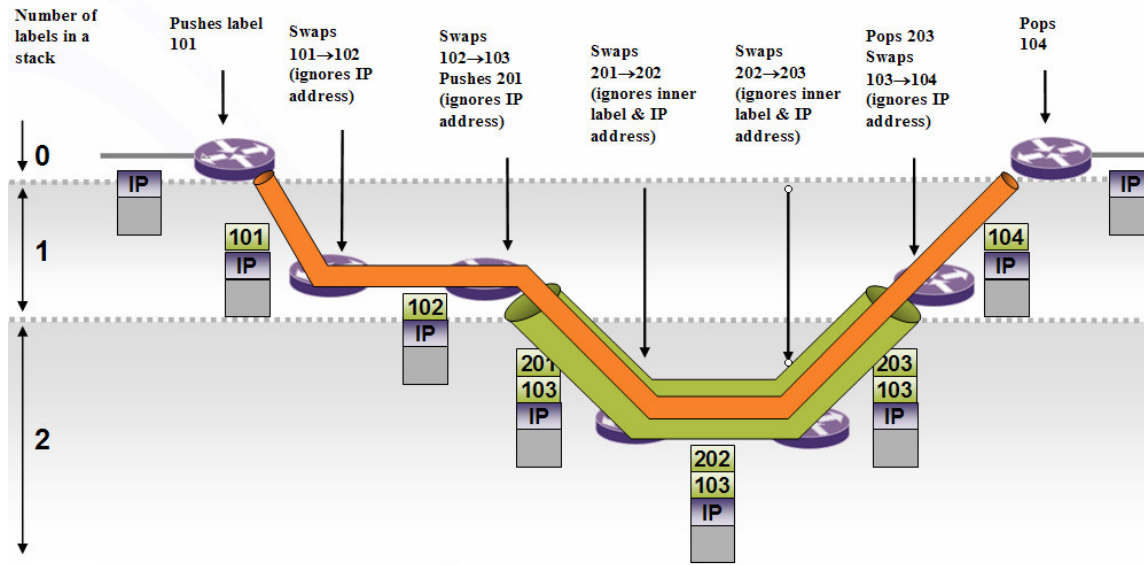 Number of
labels in a
stack
Pushes label
101
Swaps
101→102
(ignores IP
address)
Swaps
102→103
Pushes 201
(ignores IP
address)
Swaps
201→202
(ignores inner
label & IP
address)
Swaps
202→203
(ignores inner
label & IP
address)
Pops 203
Swaps
103→104
(ignores IP
address)
Pops
104
0
IP
IP
1
101
IP
102
IP
104
IP
2
201
103
IP
202
103
IP
203
103
IP